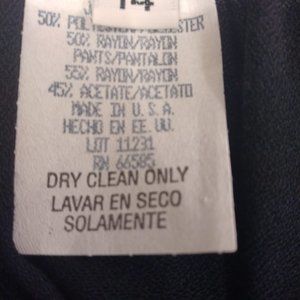 50% POLYESTER/POLIESTER
50% RAYON/RAYON
PANTS/PANTALON
55% RAYON/RAYON
45% ACETATE/ACETATO
MADE IN U.S.A.
HECHO EN EE.UU.
LOT 11231
RN 66585
DRY CLEAN ONLY
LAVAR EN SECO
SOLAMENTE